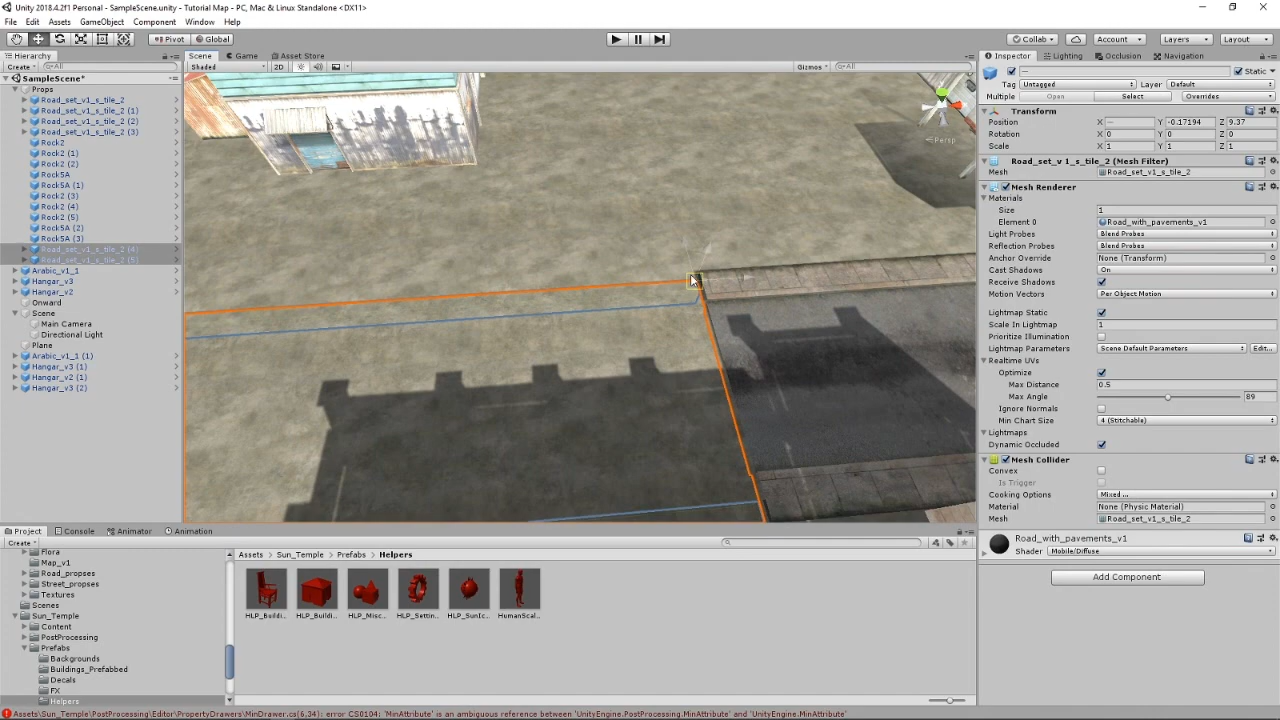 Unity 2018.4.2f1 Personal - SampleScene.unity - Tutorial Map - PC, Mac & Linux Standalone <DX11>
File Edit Assets GameObject Component Window Help
Pivot Global Collab Account Layers Layout
Hierarchy Scene Game Asset Store Inspector Lighting Occlusion Navigation
Create All Shaded 2D Gizmos All Static
SampleScene*
Props
Road_set_v1_s_tile_2
Road_set_v1_s_tile_2 (1)
Road_set_v1_s_tile_2 (2)
Road_set_v1_s_tile_2 (3)
Rock2
Rock2 (1)
Rock2 (2)
Rock5A
Rock5A (1)
Rock2 (3)
Rock2 (4)
Rock2 (5)
Rock5A (2)
Rock5A (3)
Road_set_v1_s_tile_2 (4)
Road_set_v1_s_tile_2 (5)
Arabic_v1_1
Hangar_v3
Hangar_v2
Onward
Scene
Main Camera
Directional Light
Plane
Arabic_v1_1 (1)
Hangar_v3 (1)
Hangar_v2 (1)
Hangar_v3 (2)
Persp
Tag Untagged Layer Default
Multiple Open Select Overrides
Transform
Position X — Y -0.17194 Z 9.37
Rotation X 0 Y 0 Z 0
Scale X 1 Y 1 Z 1
Road_set_v 1_s_tile_2 (Mesh Filter)
Mesh Road_set_v1_s_tile_2
Mesh Renderer
Materials
Size 1
Element 0 Road_with_pavements_v1
Light Probes Blend Probes
Reflection Probes Blend Probes
Anchor Override None (Transform)
Cast Shadows On
Receive Shadows
Motion Vectors Per Object Motion
Lightmap Static
Scale In Lightmap 1
Prioritize Illumination
Lightmap Parameters Scene Default Parameters Edit...
Realtime UVs
Optimize
Max Distance 0.5
Max Angle 89
Ignore Normals
Min Chart Size 4 (Stitchable)
Lightmaps
Dynamic Occluded
Mesh Collider
Convex
Is Trigger
Cooking Options Mixed ...
Material None (Physic Material)
Mesh Road_set_v1_s_tile_2
Road_with_pavements_v1
Shader Mobile/Diffuse
Add Component
Project Console Animator Animation
Create
Flora
Map_v1
Road_propses
Street_propses
Textures
Scenes
Sun_Temple
Content
PostProcessing
Prefabs
Backgrounds
Buildings_Prefabbed
Decals
FX
Helpers
Assets Sun_Temple Prefabs Helpers
HLP_Buildi... HLP_Buildi... HLP_Misc... HLP_Settin... HLP_SunIc... HumanScal...
Assets/Sun_Temple/PostProcessing/Editor/PropertyDrawers/MinDrawer.cs(6,34): error CS0104: 'MinAttribute' is an ambiguous reference between 'UnityEngine.PostProcessing.MinAttribute' and 'UnityEngine.MinAttribute'